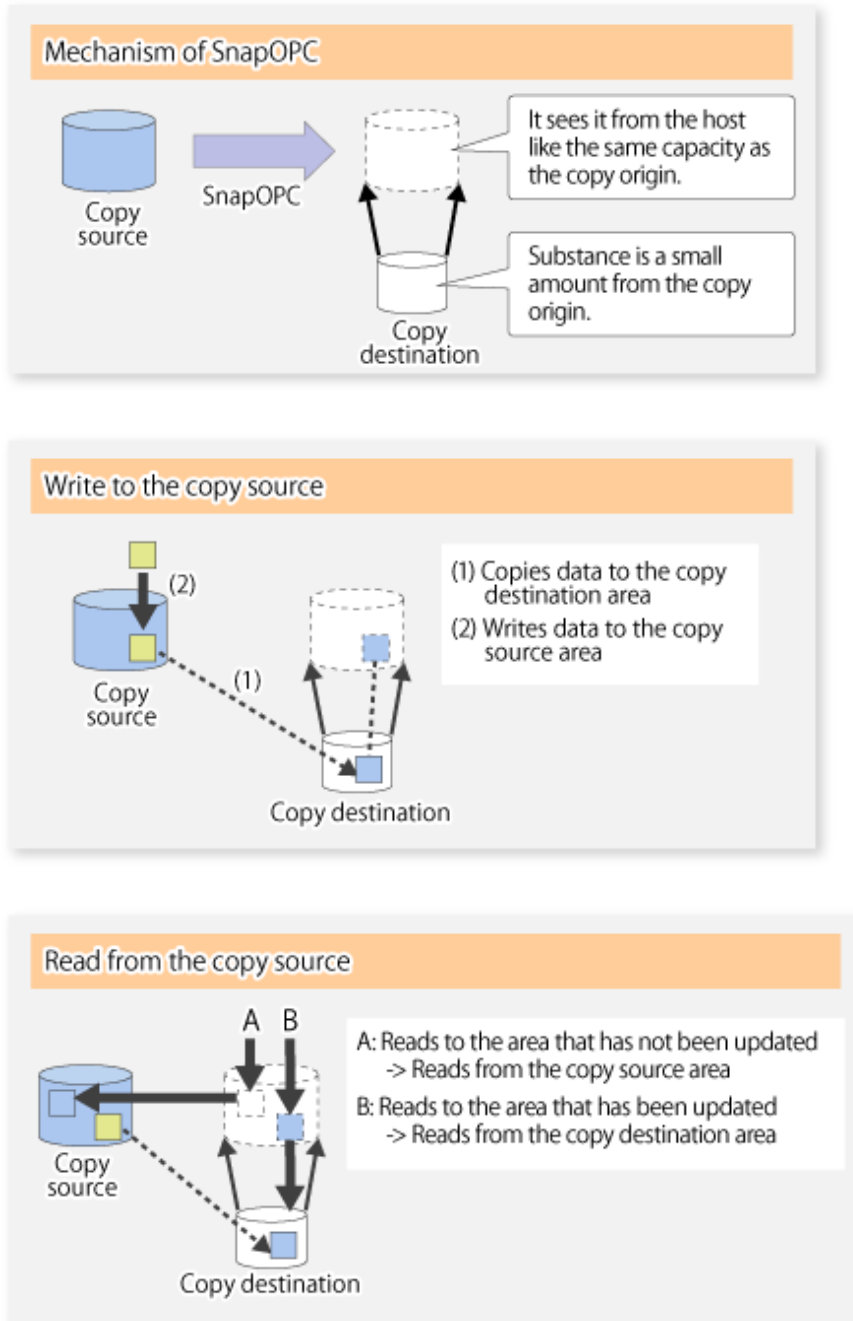 Mechanism of SnapOPC
It sees it from the host
like the same capacity as
the copy origin.
SnapOPC
Copy
source
Substance is a small
amount from the copy
origin.
Copy
destination
Write to the copy source
(2)
(1) Copies data to the copy
destination area
(2) Writes data to the copy
source area
(1)
Copy
source
Copy destination
Read from the copy source
A B
A: Reads to the area that has not been updated
-> Reads from the copy source area
B: Reads to the area that has been updated
-> Reads from the copy destination area
Copy
source
Copy destination